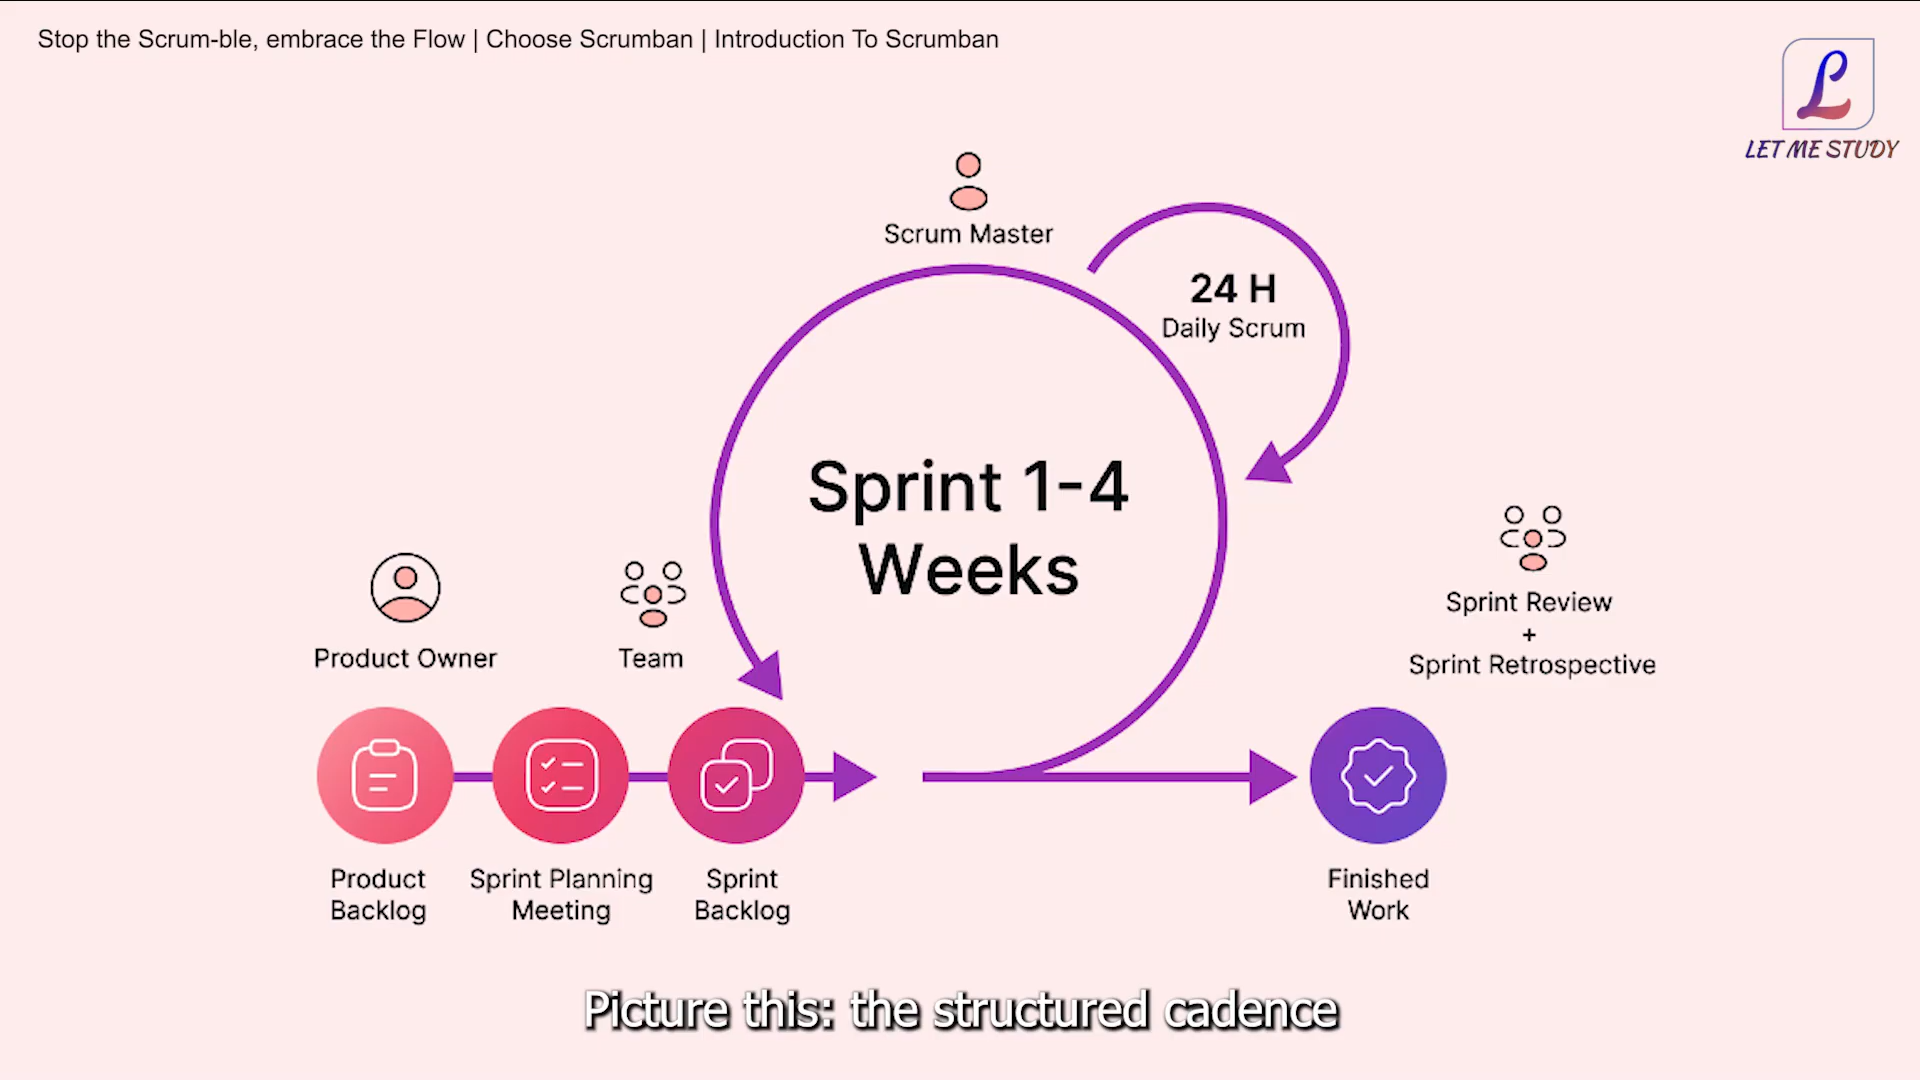 Stop the Scrum-ble, embrace the Flow | Choose Scrumban | Introduction To Scrumban
L
LET ME STUDY
Scrum Master
24 H
Daily Scrum
Sprint 1-4
Weeks
Sprint Review
+
Sprint Retrospective
Product Owner
Team
Product
Backlog
Sprint Planning
Meeting
Sprint
Backlog
Finished
Work
Picture this: the structured cadence